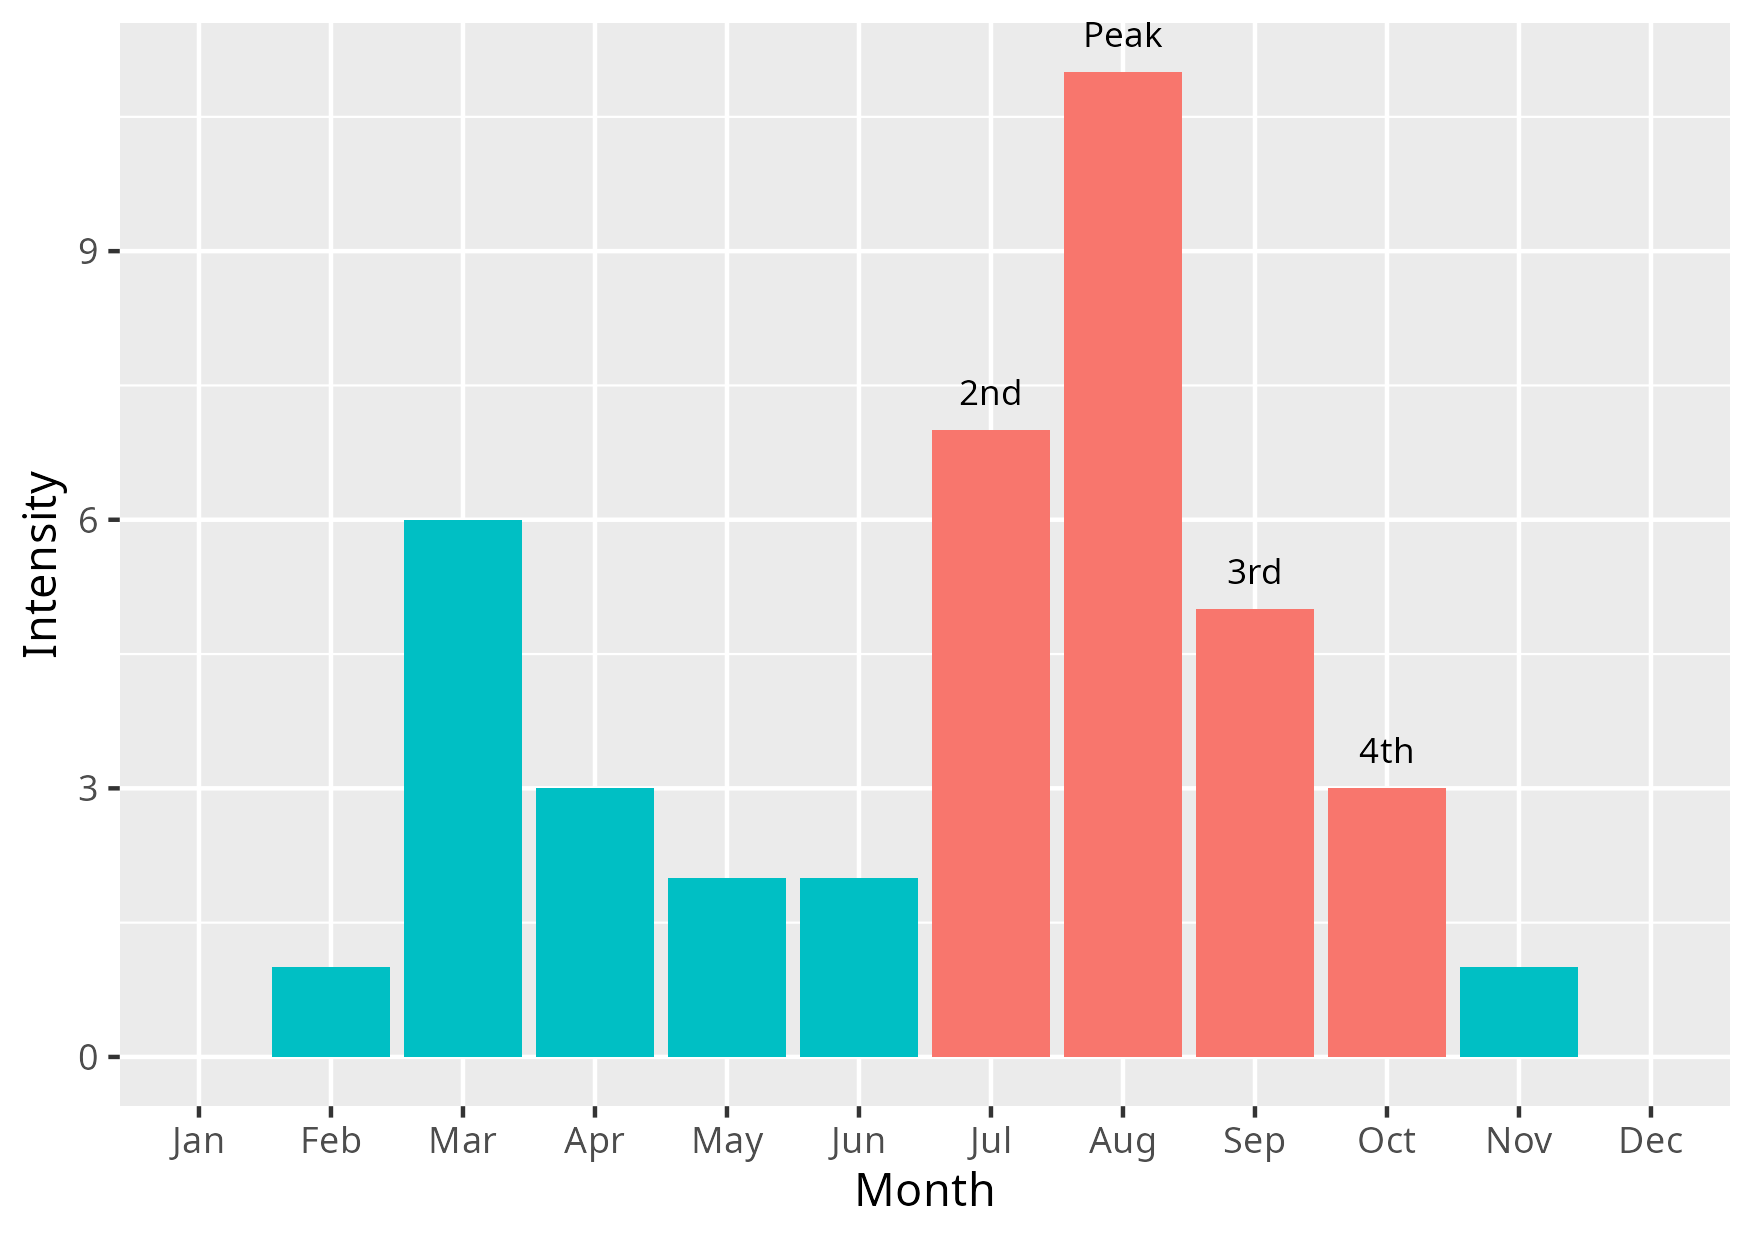 Peak
9
2nd
6
3rd
4th
3
0
Jan Feb Mar Apr May Jun Jul Aug Sep Oct Nov Dec
Month
Intensity